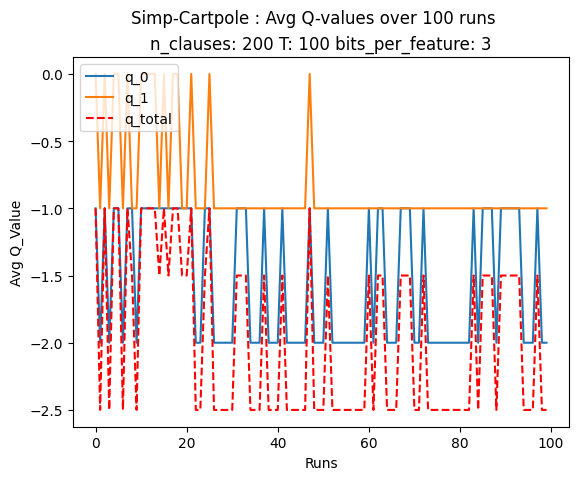 Simp-Cartpole : Avg Q-values over 100 runs
n_clauses: 200 T: 100 bits_per_feature: 3
q_0
q_1
q_total
0.0
−0.5
−1.0
−1.5
−2.0
−2.5
Avg Q_Value
0 20 40 60 80 100
Runs